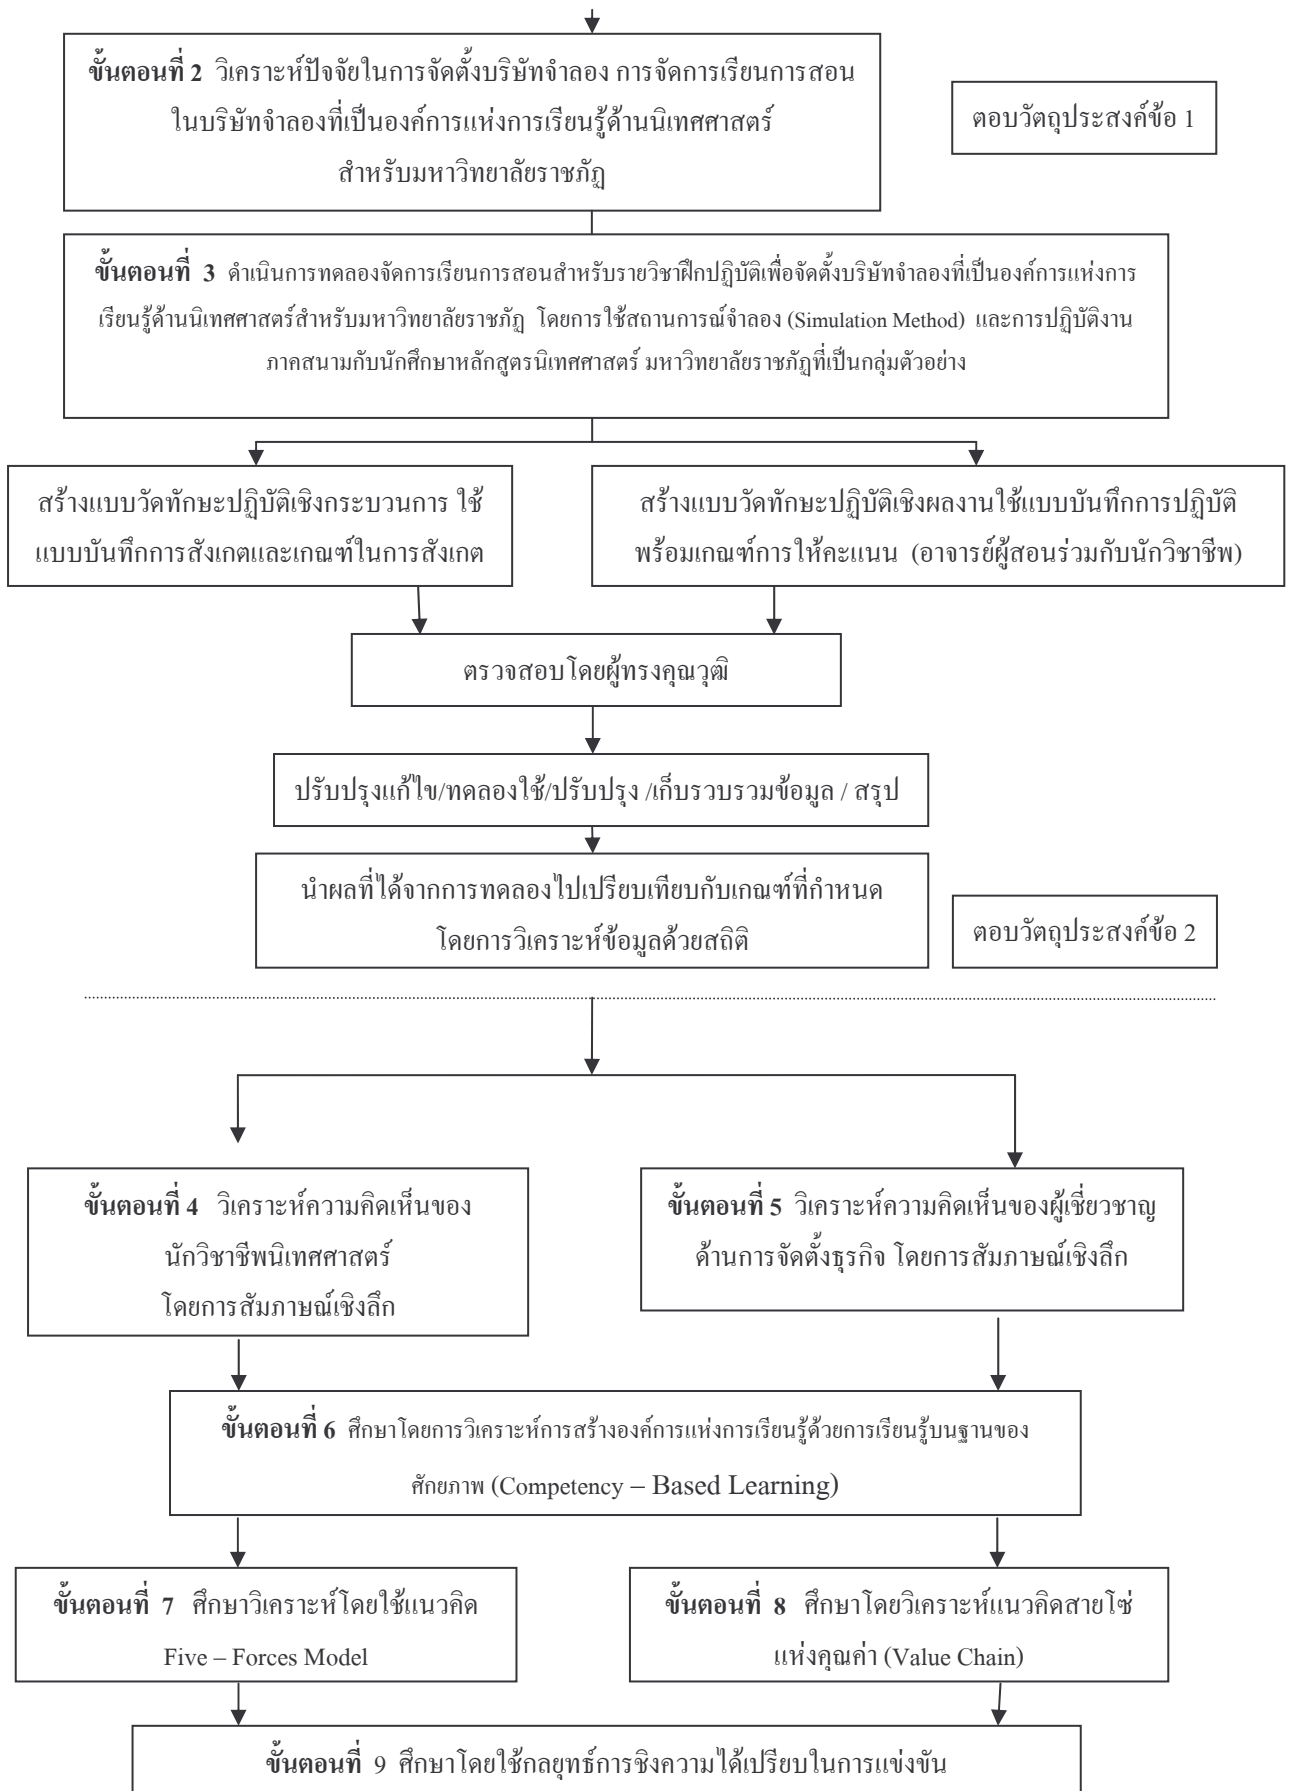 ขั้นตอนที่ 2 วิเคราะห์ปัจจัยในการจัดตั้งบริษัทจำลอง การจัดการเรียนการสอน
ในบริษัทจำลองที่เป็นองค์การแห่งการเรียนรู้ด้านนิเทศศาสตร์
สำหรับมหาวิทยาลัยราชภัฏ
ตอบวัตถุประสงค์ข้อ 1
ขั้นตอนที่ 3 ดำเนินการทดลองจัดการเรียนการสอนสำหรับรายวิชาฝึกปฏิบัติเพื่อจัดตั้งบริษัทจำลองที่เป็นองค์การแห่งการ
เรียนรู้ด้านนิเทศศาสตร์สำหรับมหาวิทยาลัยราชภัฏ โดยการใช้สถานการณ์จำลอง (Simulation Method) และการปฏิบัติงาน
ภาคสนามกับนักศึกษาหลักสูตรนิเทศศาสตร์ มหาวิทยาลัยราชภัฏที่เป็นกลุ่มตัวอย่าง
สร้างแบบวัดทักษะปฏิบัติเชิงกระบวนการ ใช้
แบบบันทึกการสังเกตและเกณฑ์ในการสังเกต
สร้างแบบวัดทักษะปฏิบัติเชิงผลงานใช้แบบบันทึกการปฏิบัติ
พร้อมเกณฑ์การให้คะแนน (อาจารย์ผู้สอนร่วมกับนักวิชาชีพ)
ตรวจสอบโดยผู้ทรงคุณวุฒิ
ปรับปรุงแก้ไข/ทดลองใช้/ปรับปรุง /เก็บรวบรวมข้อมูล / สรุป
นำผลที่ได้จากการทดลองไปเปรียบเทียบกับเกณฑ์ที่กำหนด
โดยการวิเคราะห์ข้อมูลด้วยสถิติ
ตอบวัตถุประสงค์ข้อ 2
ขั้นตอนที่ 4 วิเคราะห์ความคิดเห็นของ
นักวิชาชีพนิเทศศาสตร์
โดยการสัมภาษณ์เชิงลึก
ขั้นตอนที่ 5 วิเคราะห์ความคิดเห็นของผู้เชี่ยวชาญ
ด้านการจัดตั้งธุรกิจ โดยการสัมภาษณ์เชิงลึก
ขั้นตอนที่ 6 ศึกษาโดยการวิเคราะห์การสร้างองค์การแห่งการเรียนรู้ด้วยการเรียนรู้บนฐานของ
ศักยภาพ (Competency – Based Learning)
ขั้นตอนที่ 7 ศึกษาวิเคราะห์โดยใช้แนวคิด
Five – Forces Model
ขั้นตอนที่ 8 ศึกษาโดยวิเคราะห์แนวคิดสายโซ่
แห่งคุณค่า (Value Chain)
ขั้นตอนที่ 9 ศึกษาโดยใช้กลยุทธ์การชิงความได้เปรียบในการแข่งขัน